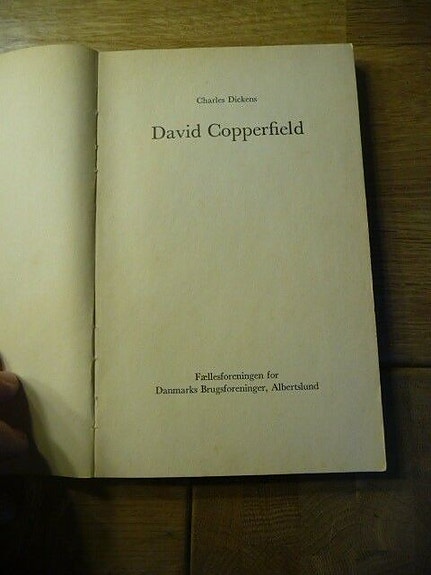 Charles Dickens
David Copperfield
Fællesforeningen for
Danmarks Brugsforeninger, Albertslund